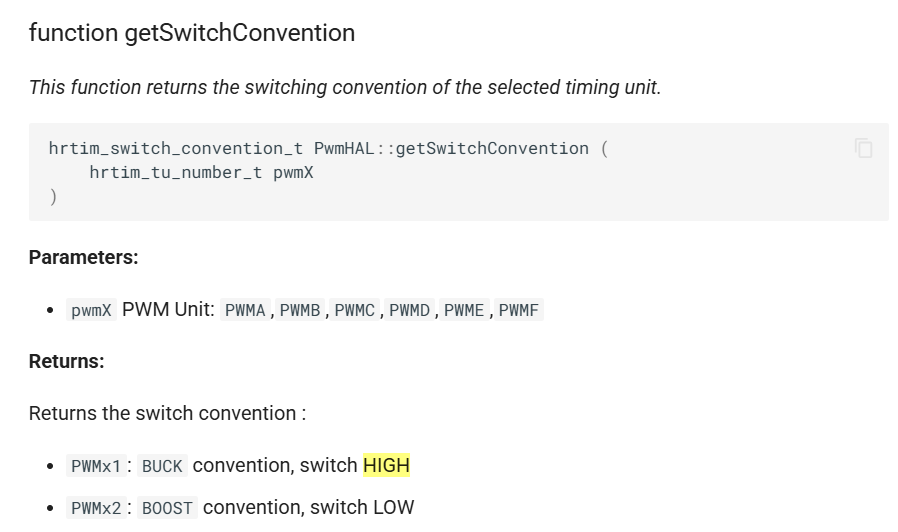 function getSwitchConvention
This function returns the switching convention of the selected timing unit.
hrtim_switch_convention_t PwmHAL::getSwitchConvention (
    hrtim_tu_number_t pwmX
)
Parameters:
• pwmX PWM Unit: PWMA , PWMB , PWMC , PWMD , PWME , PWMF
Returns:
Returns the switch convention :
• PWMx1 : BUCK convention, switch HIGH
• PWMx2 : BOOST convention, switch LOW